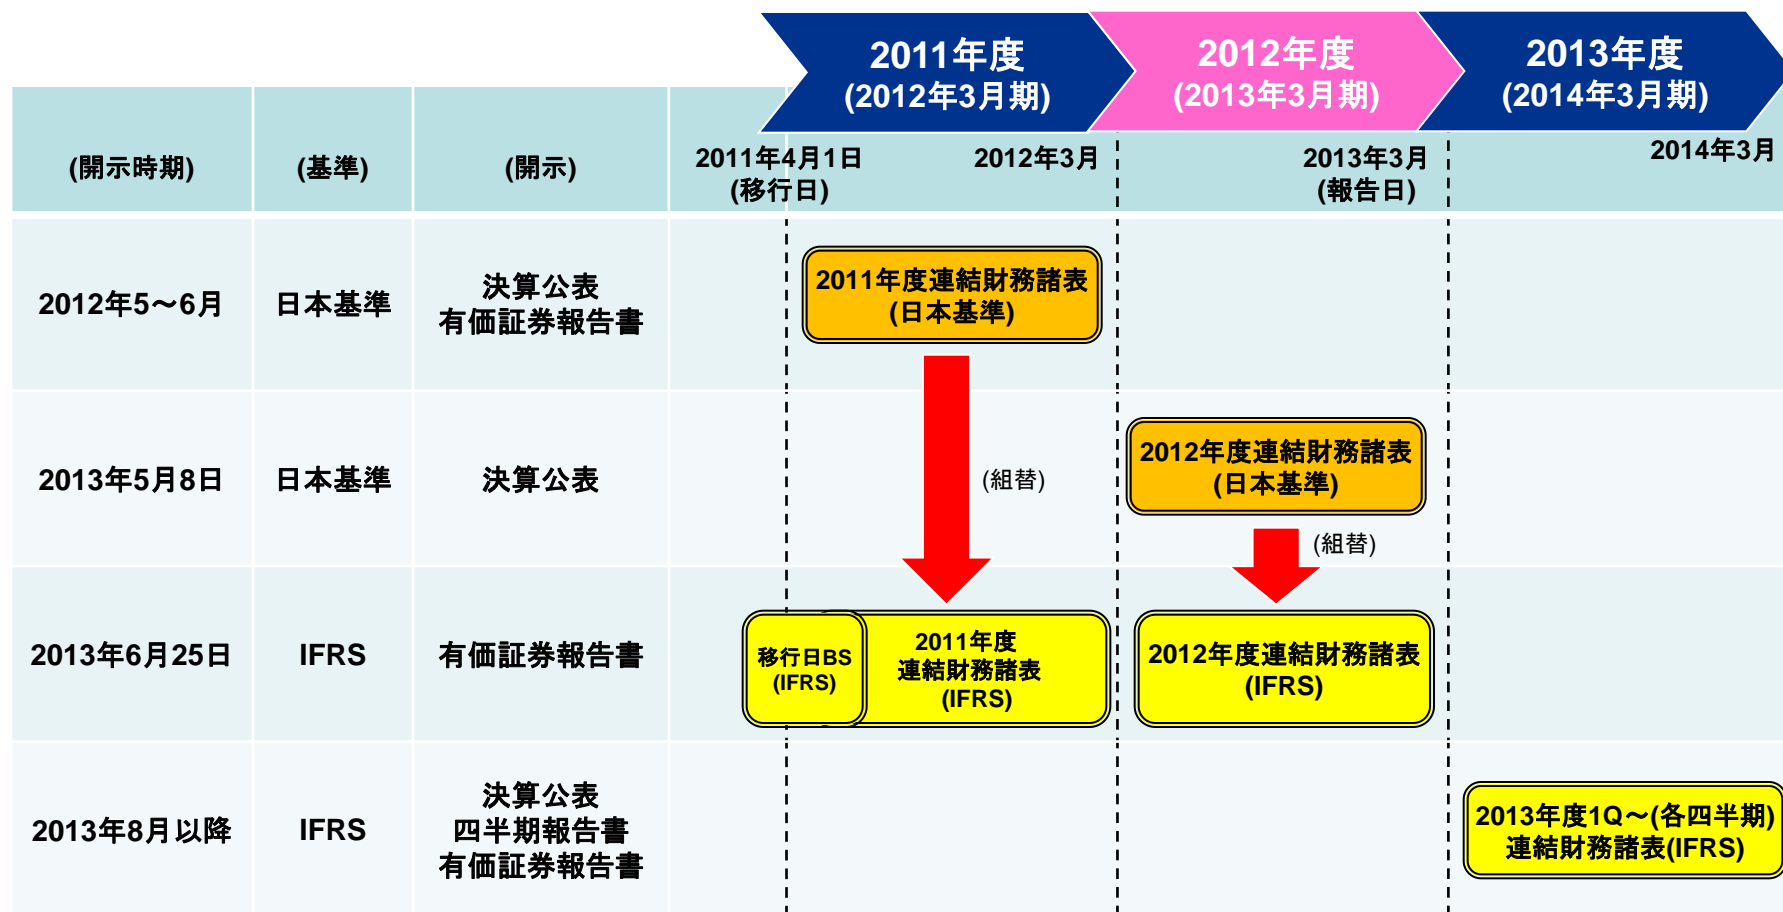 2011年度
(2012年3月期)
2012年度
(2013年3月期)
2013年度
(2014年3月期)
(開示時期)
(基準)
(開示)
2011年4月1日
(移行日)
2012年3月
2013年3月
(報告日)
2014年3月
2012年5～6月
日本基準
決算公表
有価証券報告書
2011年度連結財務諸表
(日本基準)
2013年5月8日
日本基準
決算公表
(組替)
2012年度連結財務諸表
(日本基準)
(組替)
2013年6月25日
IFRS
有価証券報告書
移行日BS
(IFRS)
2011年度
連結財務諸表
(IFRS)
2012年度連結財務諸表
(IFRS)
2013年8月以降
IFRS
決算公表
四半期報告書
有価証券報告書
2013年度1Q～(各四半期)
連結財務諸表(IFRS)